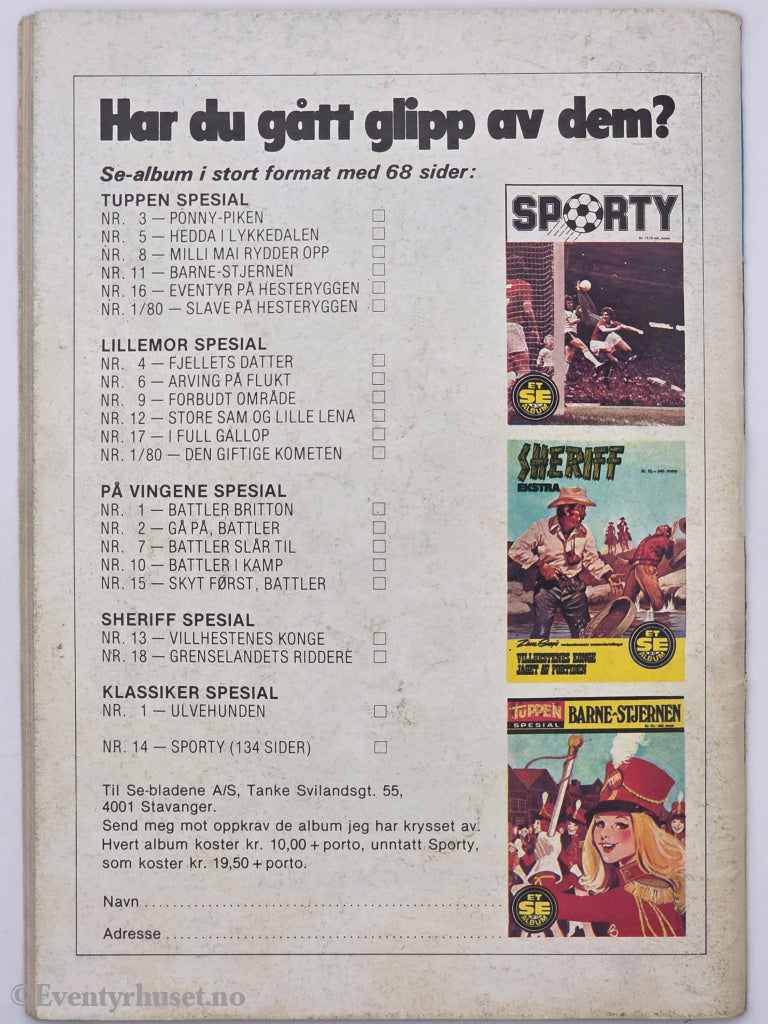 Har du gått glipp av dem?
Se-album i stort format med 68 sider:
TUPPEN SPESIAL
NR. 3 — PONNY-PIKEN
NR. 5 — HEDDA I LYKKEDALEN
NR. 8 — MILLI MAI RYDDER OPP
NR. 11 — BARNE-STJERNEN
NR. 16 — EVENTYR PÅ HESTERYGGEN
NR. 1/80 — SLAVE PÅ HESTERYGGEN
LILLEMOR SPESIAL
NR. 4 — FJELLETS DATTER
NR. 6 — ARVING PÅ FLUKT
NR. 9 — FORBUDT OMRÅDE
NR. 12 — STORE SAM OG LILLE LENA
NR. 17 — I FULL GALLOP
NR. 1/80 — DEN GIFTIGE KOMETEN
PÅ VINGENE SPESIAL
NR. 1 — BATTLER BRITTON
NR. 2 — GÅ PÅ, BATTLER
NR. 7 — BATTLER SLÅR TIL
NR. 10 — BATTLER I KAMP
NR. 15 — SKYT FØRST, BATTLER
SHERIFF SPESIAL
NR. 13 — VILLHESTENES KONGE
NR. 18 — GRENSELANDETS RIDDERE
KLASSIKER SPESIAL
NR. 1 — ULVEHUNDEN
NR. 14 — SPORTY (134 SIDER)
Til Se-bladene A/S, Tanke Svilandsgt. 55,
4001 Stavanger.
Send meg mot oppkrav de album jeg har krysset av.
Hvert album koster kr. 10,00 + porto, unntatt Sporty,
som koster kr. 19,50 + porto.
Navn
Adresse
SPORTY
ET
SE
ALBUM
SHERIFF
EKSTRA
Zane Grey's
VILLHESTENES KONGE
JAGET AV FORTIDEN
ET
SE
ALBUM
TUPPEN
SPESIAL
BARNE-STJERNEN
ET
SE
ALBUM
©Eventyrhuset.no